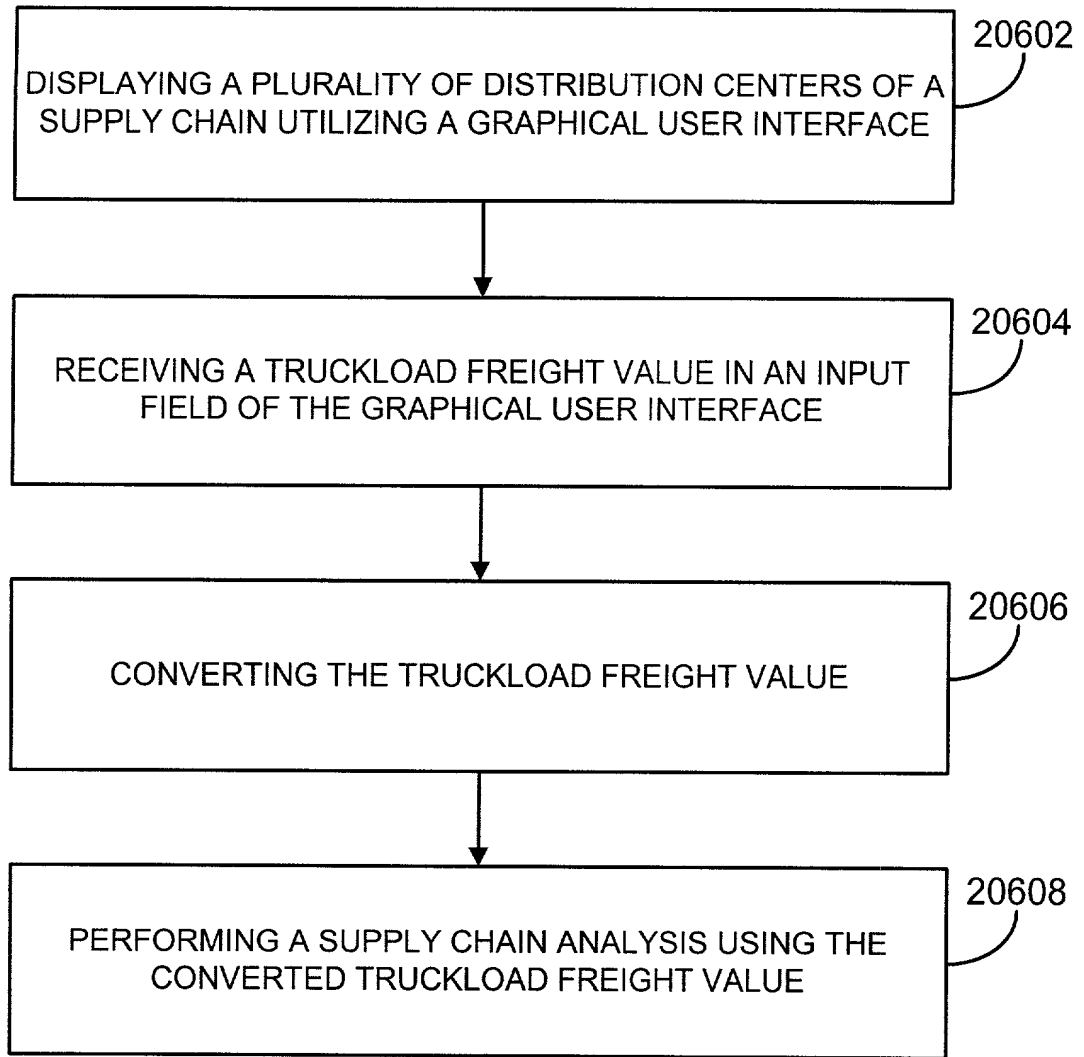 20602
DISPLAYING A PLURALITY OF DISTRIBUTION CENTERS OF A
SUPPLY CHAIN UTILIZING A GRAPHICAL USER INTERFACE
20604
RECEIVING A TRUCKLOAD FREIGHT VALUE IN AN INPUT
FIELD OF THE GRAPHICAL USER INTERFACE
20606
CONVERTING THE TRUCKLOAD FREIGHT VALUE
20608
PERFORMING A SUPPLY CHAIN ANALYSIS USING THE
CONVERTED TRUCKLOAD FREIGHT VALUE